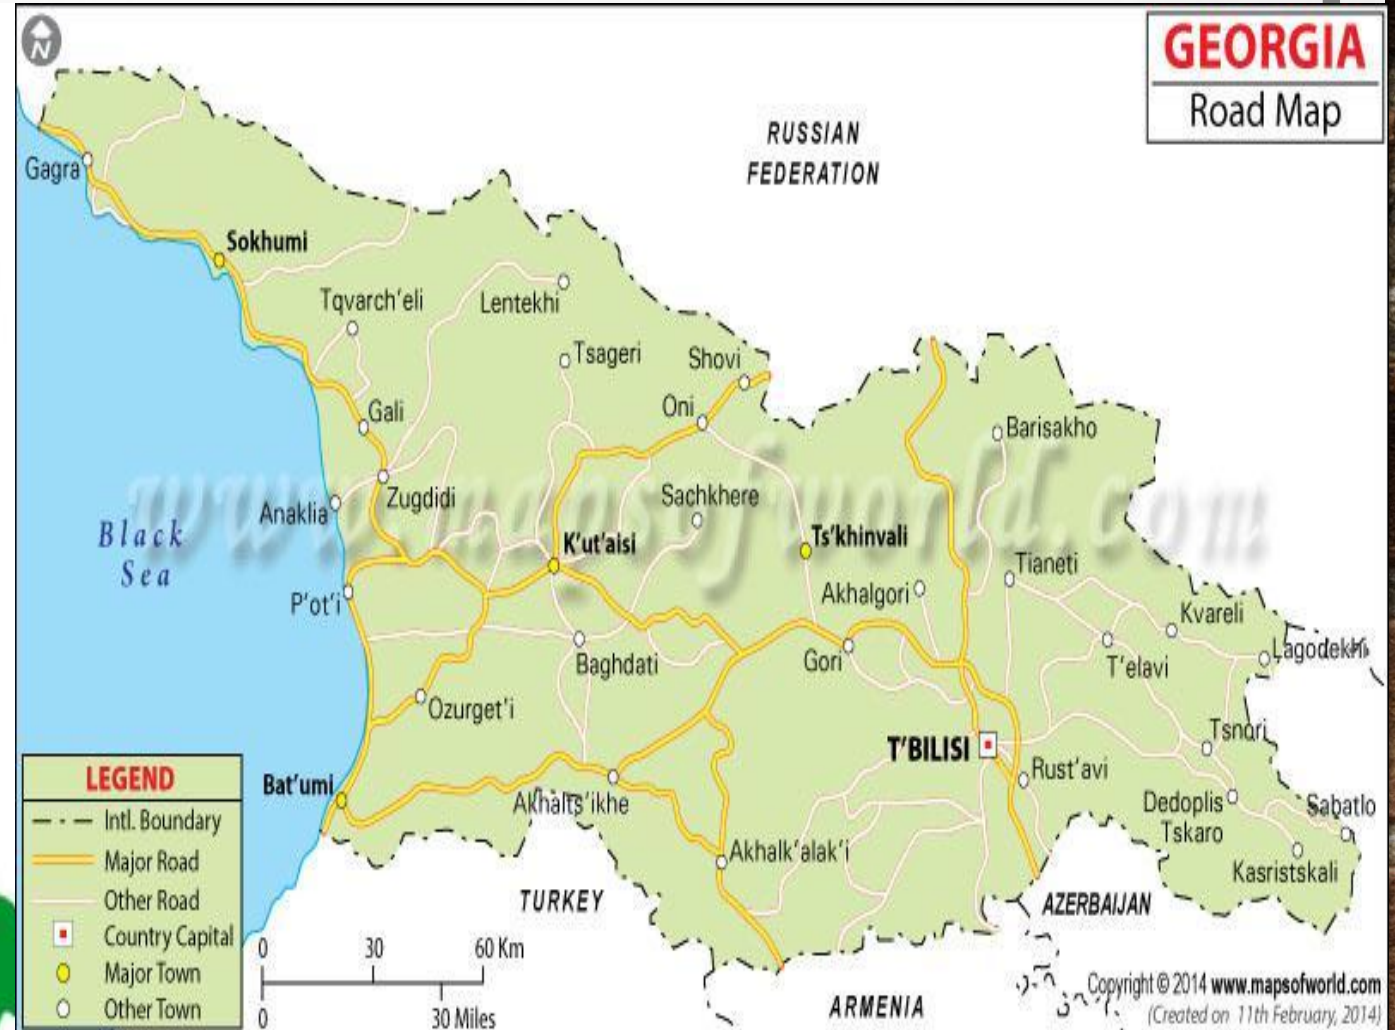 N
GEORGIA
Road Map
RUSSIAN
FEDERATION
Gagra
Sokhumi
Tqvarch'eli
Lentekhi
Tsageri
Shovi
Oni
Gali
Barisakho
www.mapsofworld.com
Zugdidi
Anaklia
Sachkhere
Black
Sea
K'ut'aisi
Ts'khinvali
Tianeti
P'ot'i
Akhalgori
Kvareli
Baghdati
Gori
T'elavi
Lagodekhi
Ozurget'i
Tsnori
T'BILISI
Rust'avi
Bat'umi
Akhalts'ikhe
Dedoplis
Tskaro
Sabatlo
Akhalk'alak'i
Kasristskali
TURKEY
AZERBAIJAN
ARMENIA
LEGEND
Intl. Boundary
Major Road
Other Road
Country Capital
Major Town
Other Town
0 30 60 Km
0 30 Miles
Copyright © 2014 www.mapsofworld.com
(Created on 11th February, 2014)